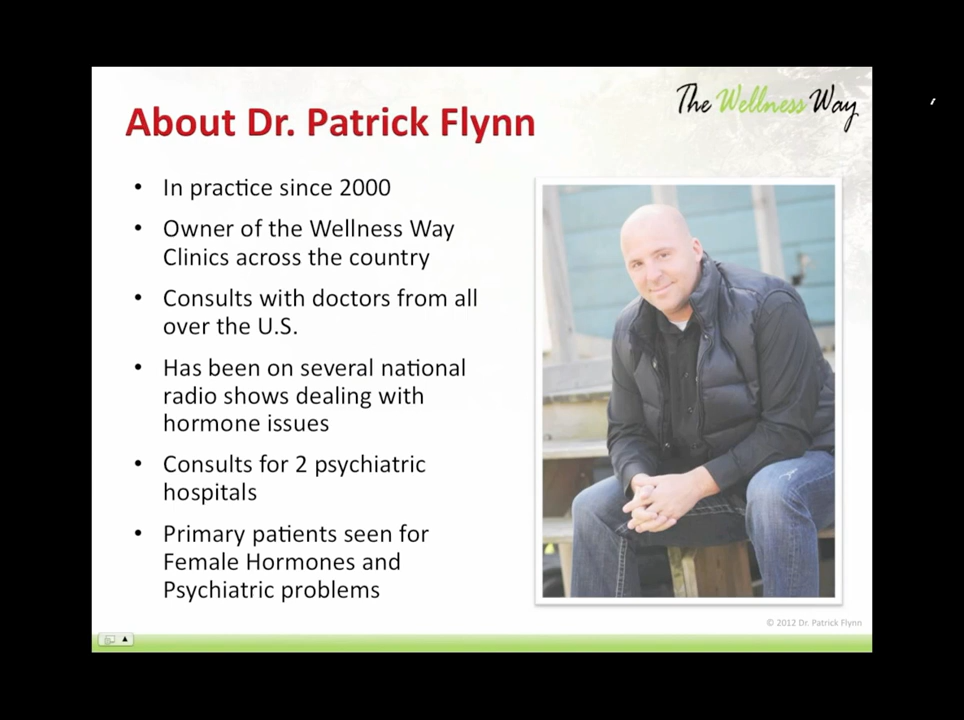 The Wellness Way
About Dr. Patrick Flynn
• In practice since 2000
• Owner of the Wellness Way
Clinics across the country
• Consults with doctors from all
over the U.S.
• Has been on several national
radio shows dealing with
hormone issues
• Consults for 2 psychiatric
hospitals
• Primary patients seen for
Female Hormones and
Psychiatric problems
© 2012 Dr. Patrick Flynn